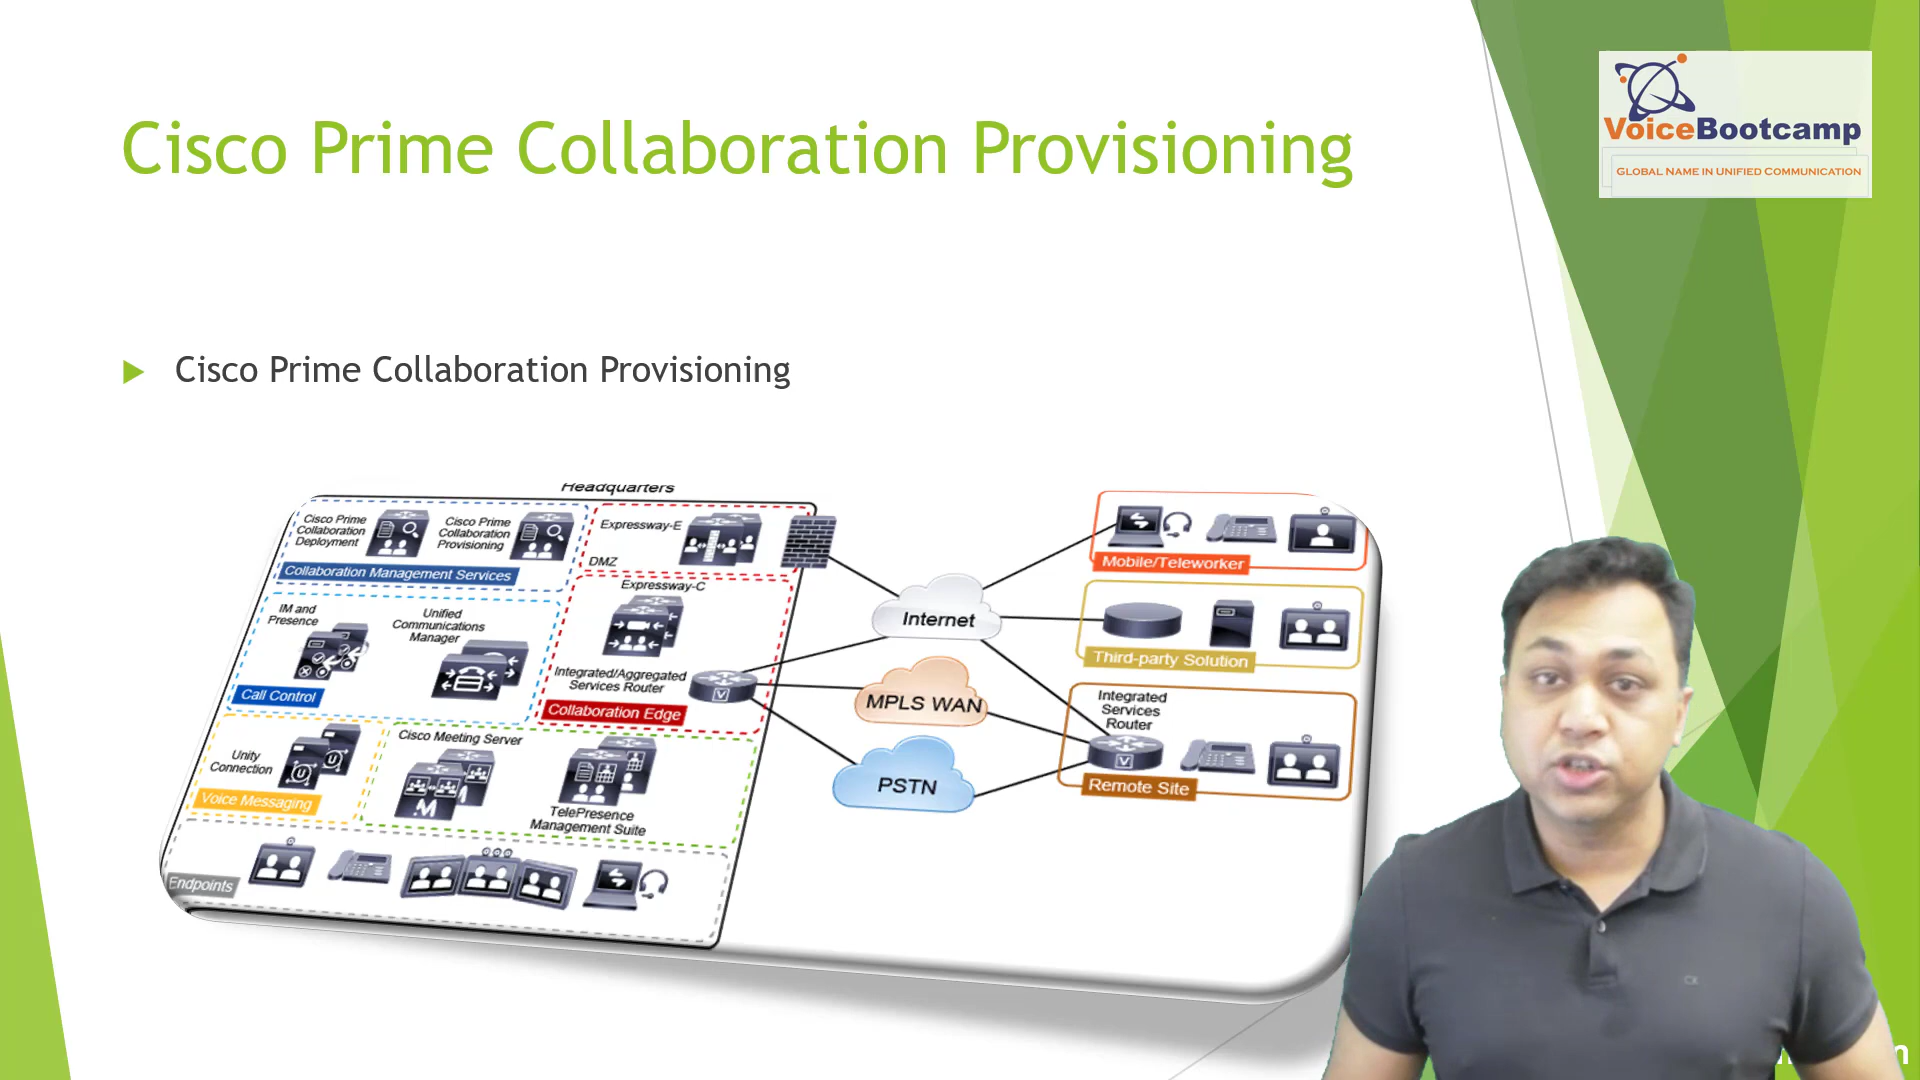 Cisco Prime Collaboration Provisioning
VoiceBootcamp
GLOBAL NAME IN UNIFIED COMMUNICATION
Cisco Prime Collaboration Provisioning
Headquarters
Cisco Prime
Collaboration
Deployment
Cisco Prime
Collaboration
Provisioning
Collaboration Management Services
Expressway-E
DMZ
Expressway-C
IM and
Presence
Unified
Communications
Manager
Call Control
Integrated/Aggregated
Services Router
Collaboration Edge
Unity
Connection
Voice Messaging
Cisco Meeting Server
TelePresence
Management Suite
Endpoints
Internet
MPLS WAN
PSTN
Mobile/Teleworker
Third-party Solution
Integrated
Services
Router
Remote Site